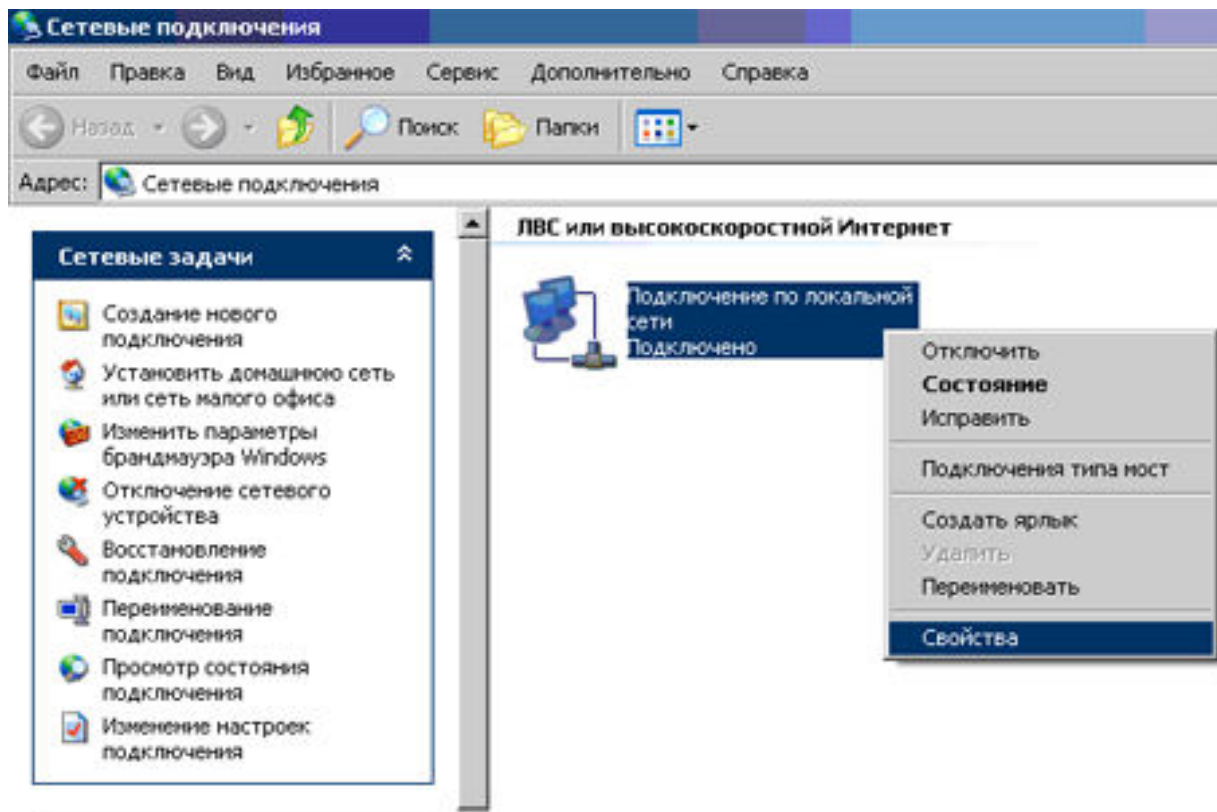 Сетевые подключения
Файл Правка Вид Избранное Сервис Дополнительно Справка
Назад Поиск Папки
Адрес: Сетевые подключения
Сетевые задачи
Создание нового
подключения
Установить домашнюю сеть
или сеть малого офиса
Изменить параметры
брандмауэра Windows
Отключение сетевого
устройства
Восстановление
подключения
Переименование
подключения
Просмотр состояния
подключения
Изменение настроек
подключения
ЛВС или высокоскоростной Интернет
Подключение по локальной
сети
Подключено
Отключить
Состояние
Исправить
Подключения типа мост
Создать ярлык
Удалить
Переименовать
Свойства